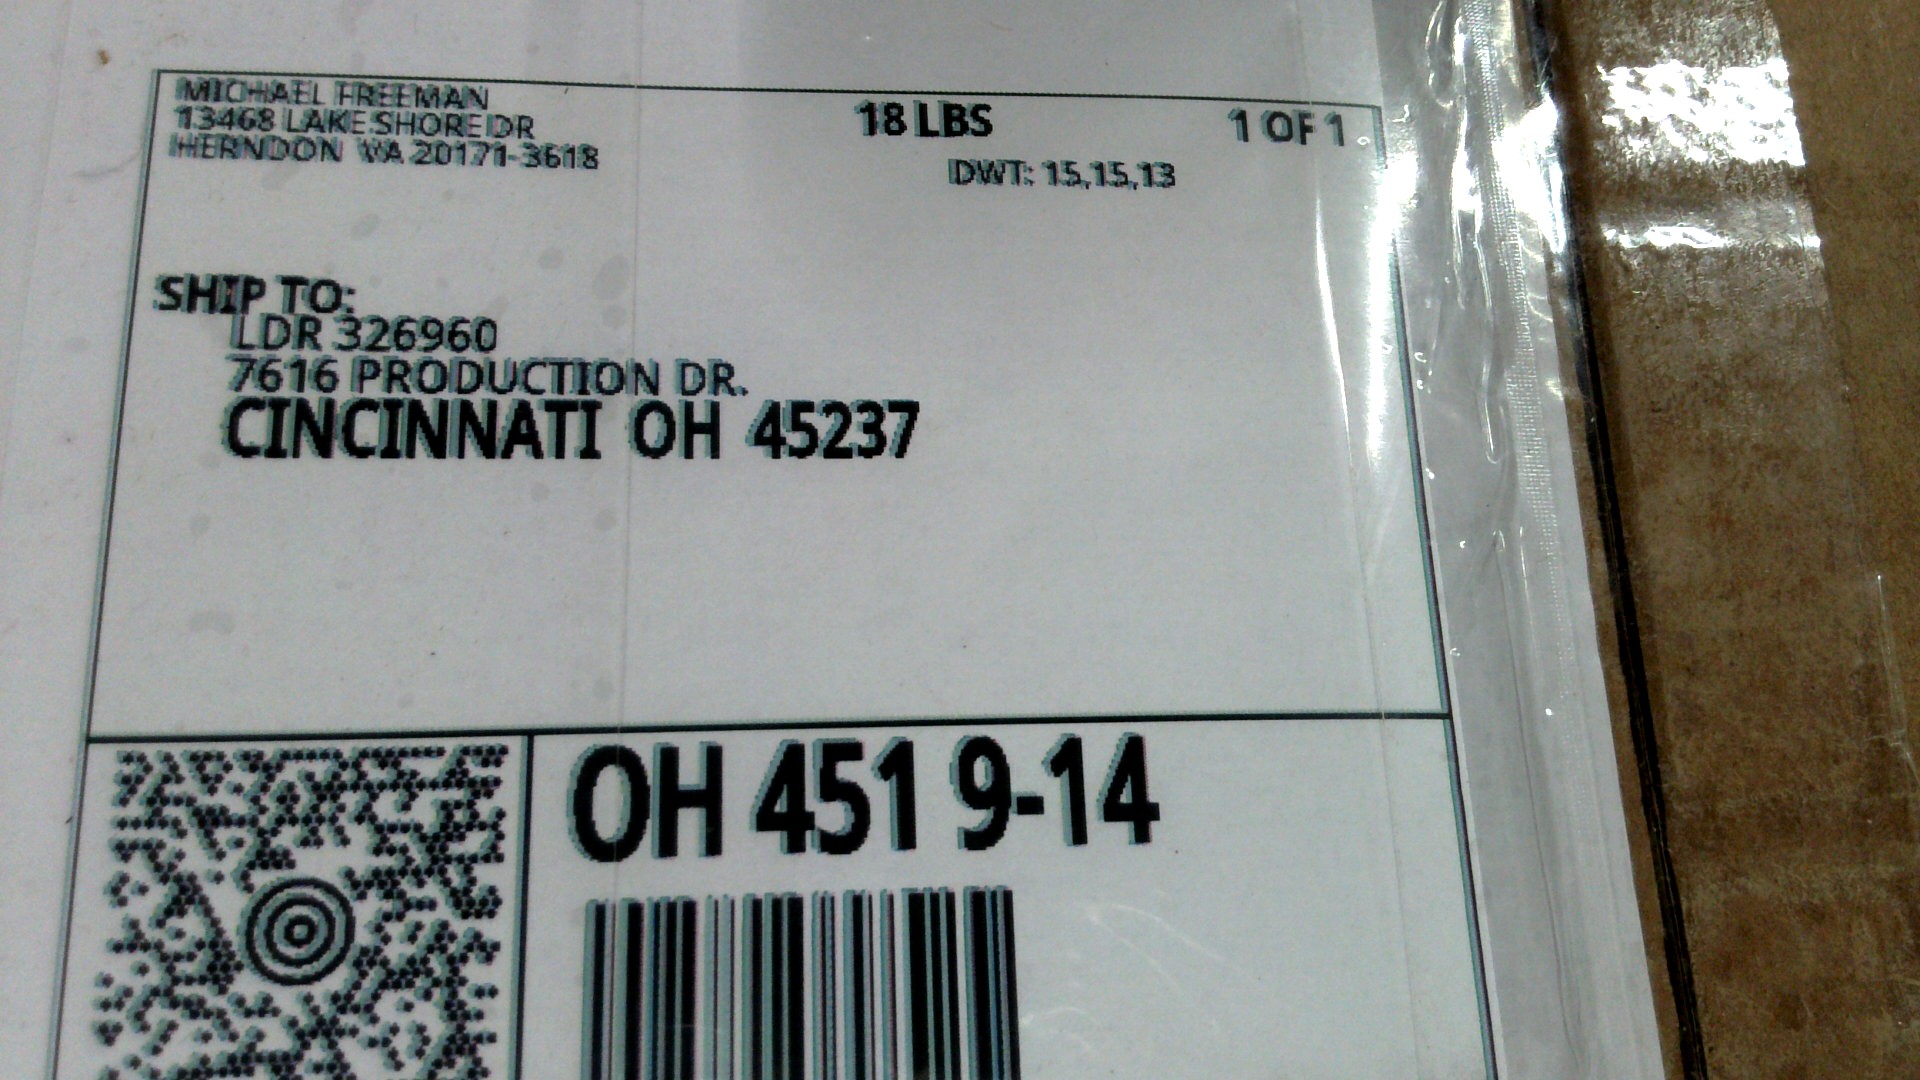 MICHAEL FREEMAN
13468 LAKE SHORE DR
HERNDON VA 20171-3618
18 LBS
1 OF 1
DWT: 15,15,13
SHIP TO:
LDR 326960
7616 PRODUCTION DR.
CINCINNATI OH 45237
OH 451 9-14